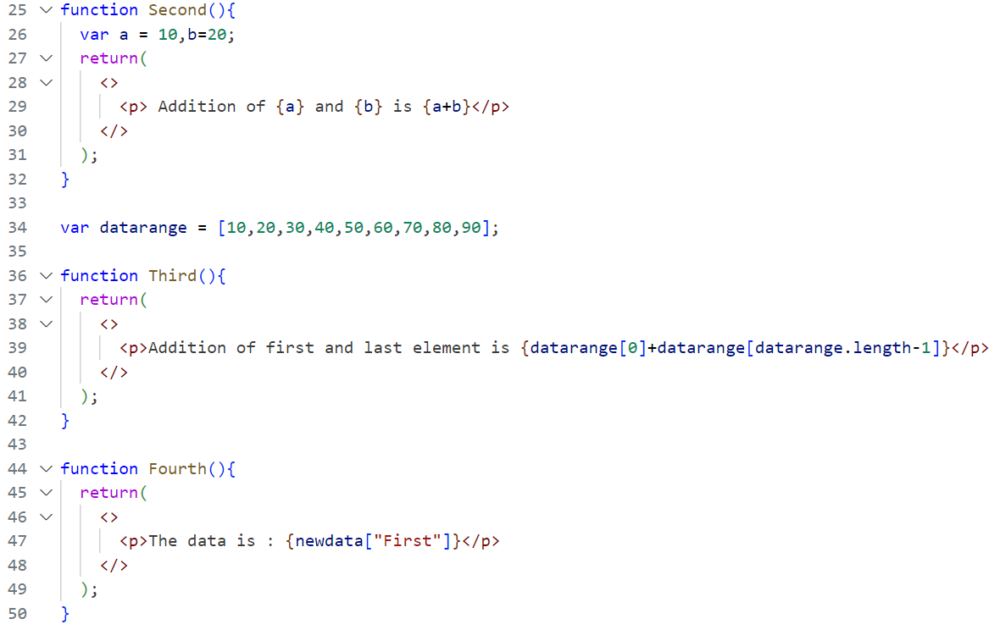 25 function Second(){
26   var a = 10,b=20;
27   return(
28     <>
29       <p> Addition of {a} and {b} is {a+b}</p>
30     </>
31   );
32 }
33
34 var datarange = [10,20,30,40,50,60,70,80,90];
35
36 function Third(){
37   return(
38     <>
39       <p>Addition of first and last element is {datarange[0]+datarange[datarange.length-1]}</p>
40     </>
41   );
42 }
43
44 function Fourth(){
45   return(
46     <>
47       <p>The data is : {newdata["First"]}</p>
48     </>
49   );
50 }